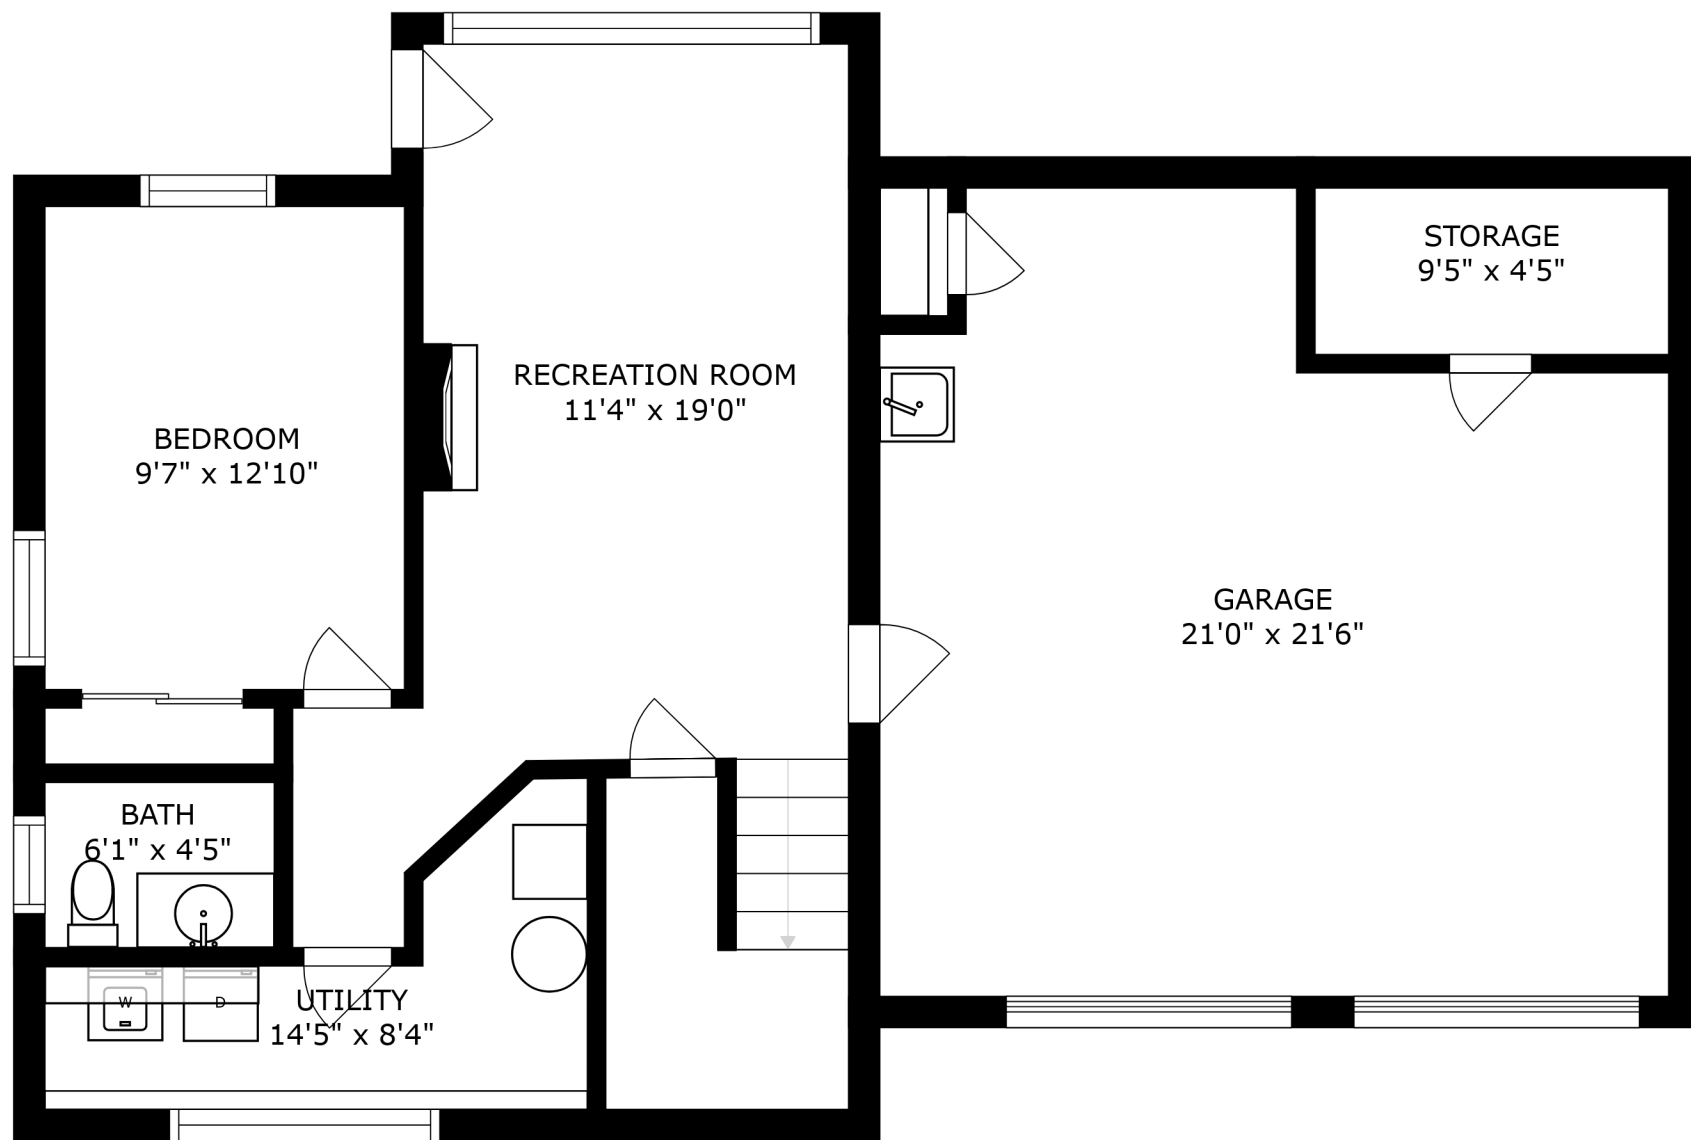 STORAGE
9'5" x 4'5"
RECREATION ROOM
11'4" x 19'0"
BEDROOM
9'7" x 12'10"
GARAGE
21'0" x 21'6"
BATH
6'1" x 4'5"
W
D
UTILITY
14'5" x 8'4"